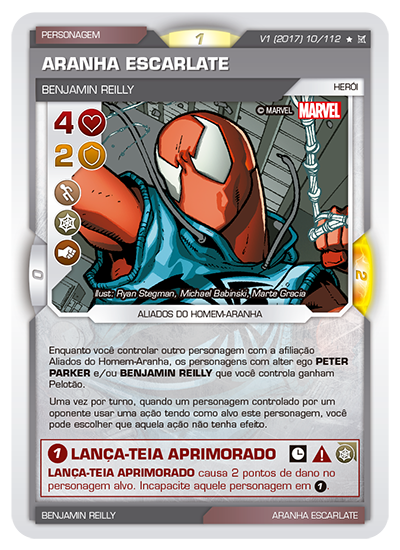 PERSONAGEM
1
V1 (2017) 10/112
ARANHA ESCARLATE
BENJAMIN REILLY
HERÓI
4
© MARVEL MARVEL
2
0
2
Illust: Ryan Stegman, Michael Babinski, Marte Gracia
ALIADOS DO HOMEM-ARANHA
Enquanto você controlar outro personagem com a afiliação
Aliados do Homem-Aranha, os personagens com alter ego PETER
PARKER e/ou BENJAMIN REILLY que você controla ganham
Pelotão.
Uma vez por turno, quando um personagem controlado por um
oponente usar uma ação tendo como alvo este personagem, você
pode escolher que aquela ação não tenha efeito.
1 LANÇA-TEIA APRIMORADO
LANÇA-TEIA APRIMORADO causa 2 pontos de dano no
personagem alvo. Incapacite aquele personagem em 1.
BENJAMIN REILLY
ARANHA ESCARLATE